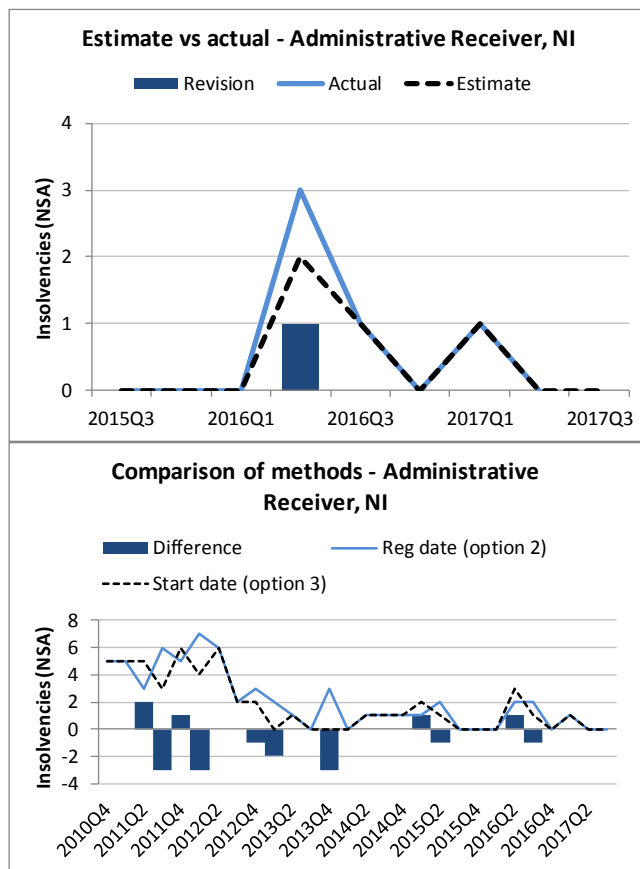 Estimate vs actual - Administrative Receiver, NI
Revision Actual Estimate
Insolvencies (NSA)
4
3
2
1
0
2015Q3 2016Q1 2016Q3 2017Q1 2017Q3
Comparison of methods - Administrative
Receiver, NI
Difference Reg date (option 2)
Start date (option 3)
Insolvencies (NSA)
8
6
4
2
0
-2
-4
2010Q4 2011Q2 2011Q4 2012Q2 2012Q4 2013Q2 2013Q4 2014Q2 2014Q4 2015Q2 2015Q4 2016Q2 2016Q4 2017Q2